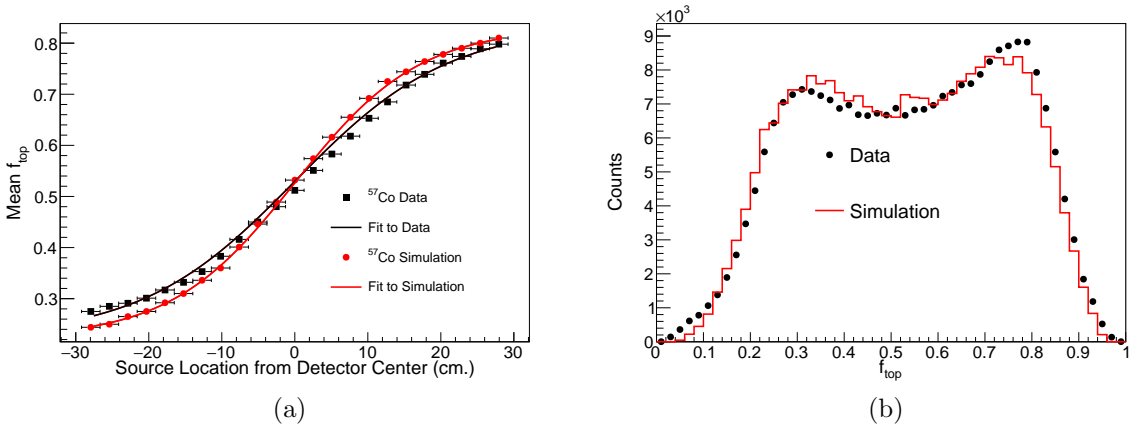 0.8
0.7
0.6
0.5
0.4
0.3
Mean f_top
⁵⁷Co Data
Fit to Data
⁵⁷Co Simulation
Fit to Simulation
−30 −20 −10 0 10 20 30
Source Location from Detector Center (cm.)
(a)
×10³
9
8
7
6
5
4
3
2
1
0
Counts
Data
Simulation
0 0.1 0.2 0.3 0.4 0.5 0.6 0.7 0.8 0.9 1
f_top
(b)